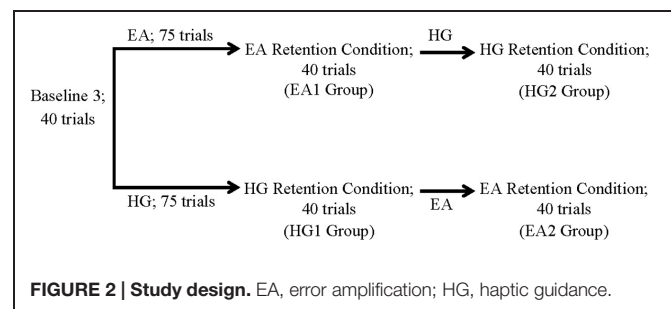 EA; 75 trials
EA Retention Condition;
40 trials
(EA1 Group)
HG
HG Retention Condition;
40 trials
(HG2 Group)
Baseline 3;
40 trials
HG; 75 trials
HG Retention Condition;
40 trials
(HG1 Group)
EA
EA Retention Condition;
40 trials
(EA2 Group)
FIGURE 2 | Study design. EA, error amplification; HG, haptic guidance.